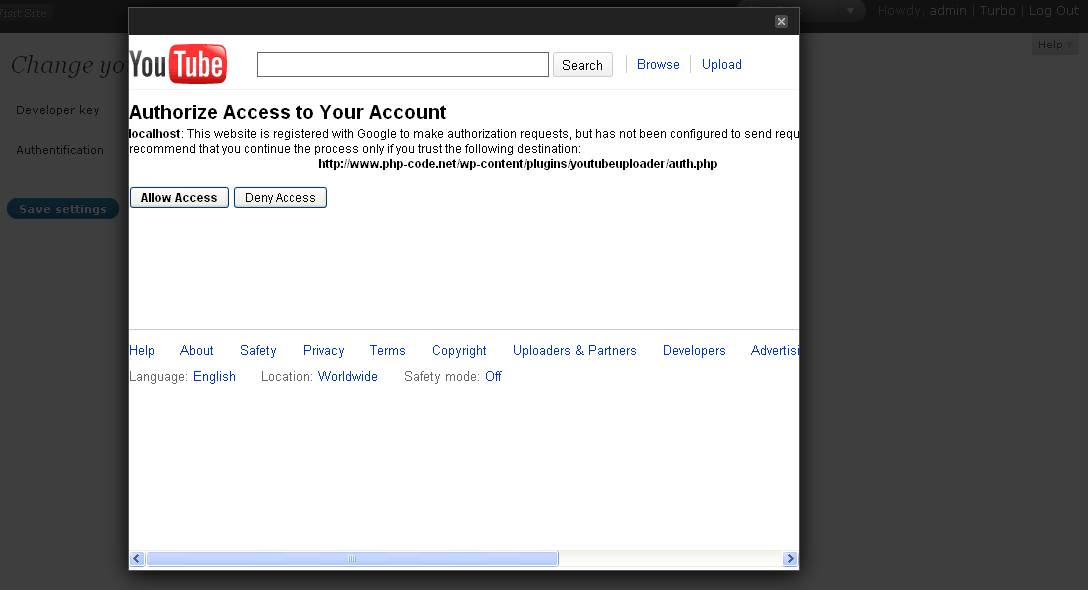 Visit Site
Howdy, admin | Turbo | Log Out
Help
Change yo
Developer key
Authentification
Save settings
YouTube
Search
Browse
Upload
Authorize Access to Your Account
localhost: This website is registered with Google to make authorization requests, but has not been configured to send requ
recommend that you continue the process only if you trust the following destination:
http://www.php-code.net/wp-content/plugins/youtubeuploader/auth.php
Allow Access
Deny Access
Help About Safety Privacy Terms Copyright Uploaders & Partners Developers Advertisi
Language: English Location: Worldwide Safety mode: Off